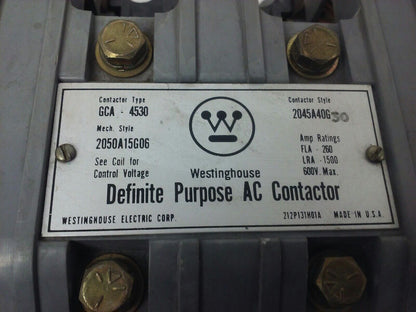 Contactor Type
GCA - 4530
Mech. Style
2050A15G06
See Coil for
Control Voltage
W
Westinghouse
Contactor Style
2045A40G30
Amp Ratings
FLA - 260
LRA - 1500
600V. Max.
Definite Purpose AC Contactor
WESTINGHOUSE ELECTRIC CORP.
212P131H01A
MADE IN U.S.A.